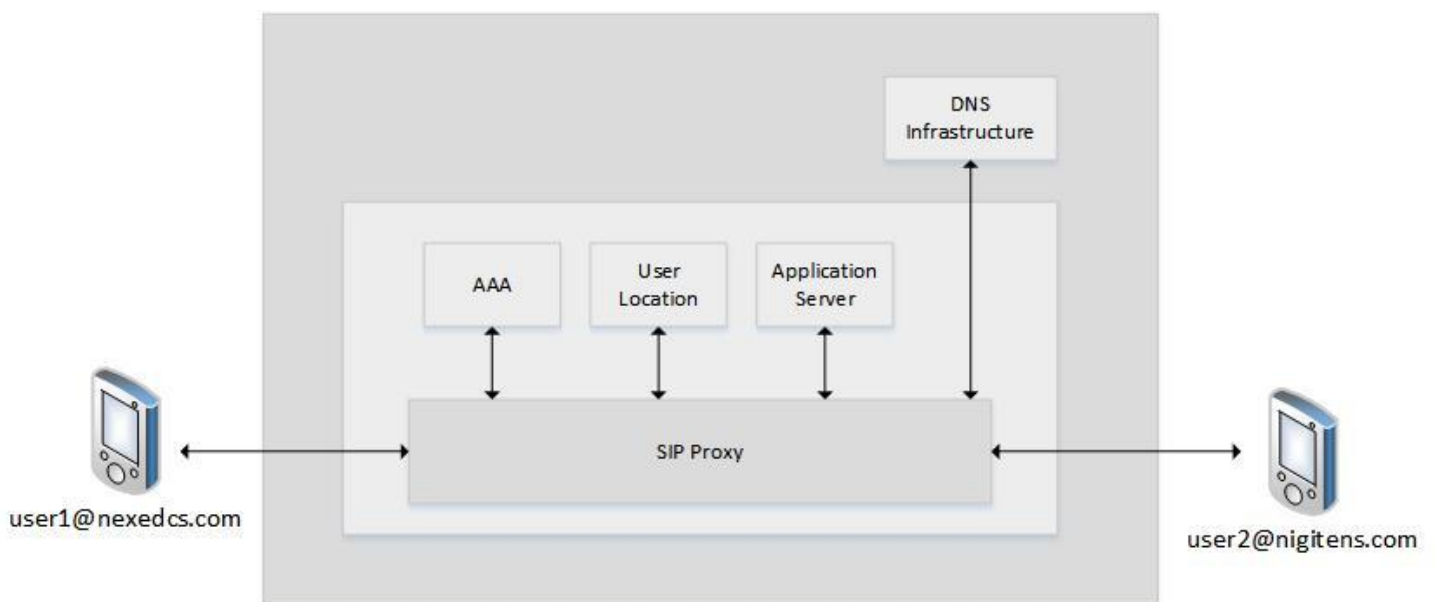 DNS
Infrastructure
AAA
User
Location
Application
Server
SIP Proxy
user1@nexedcs.com
user2@nigitens.com